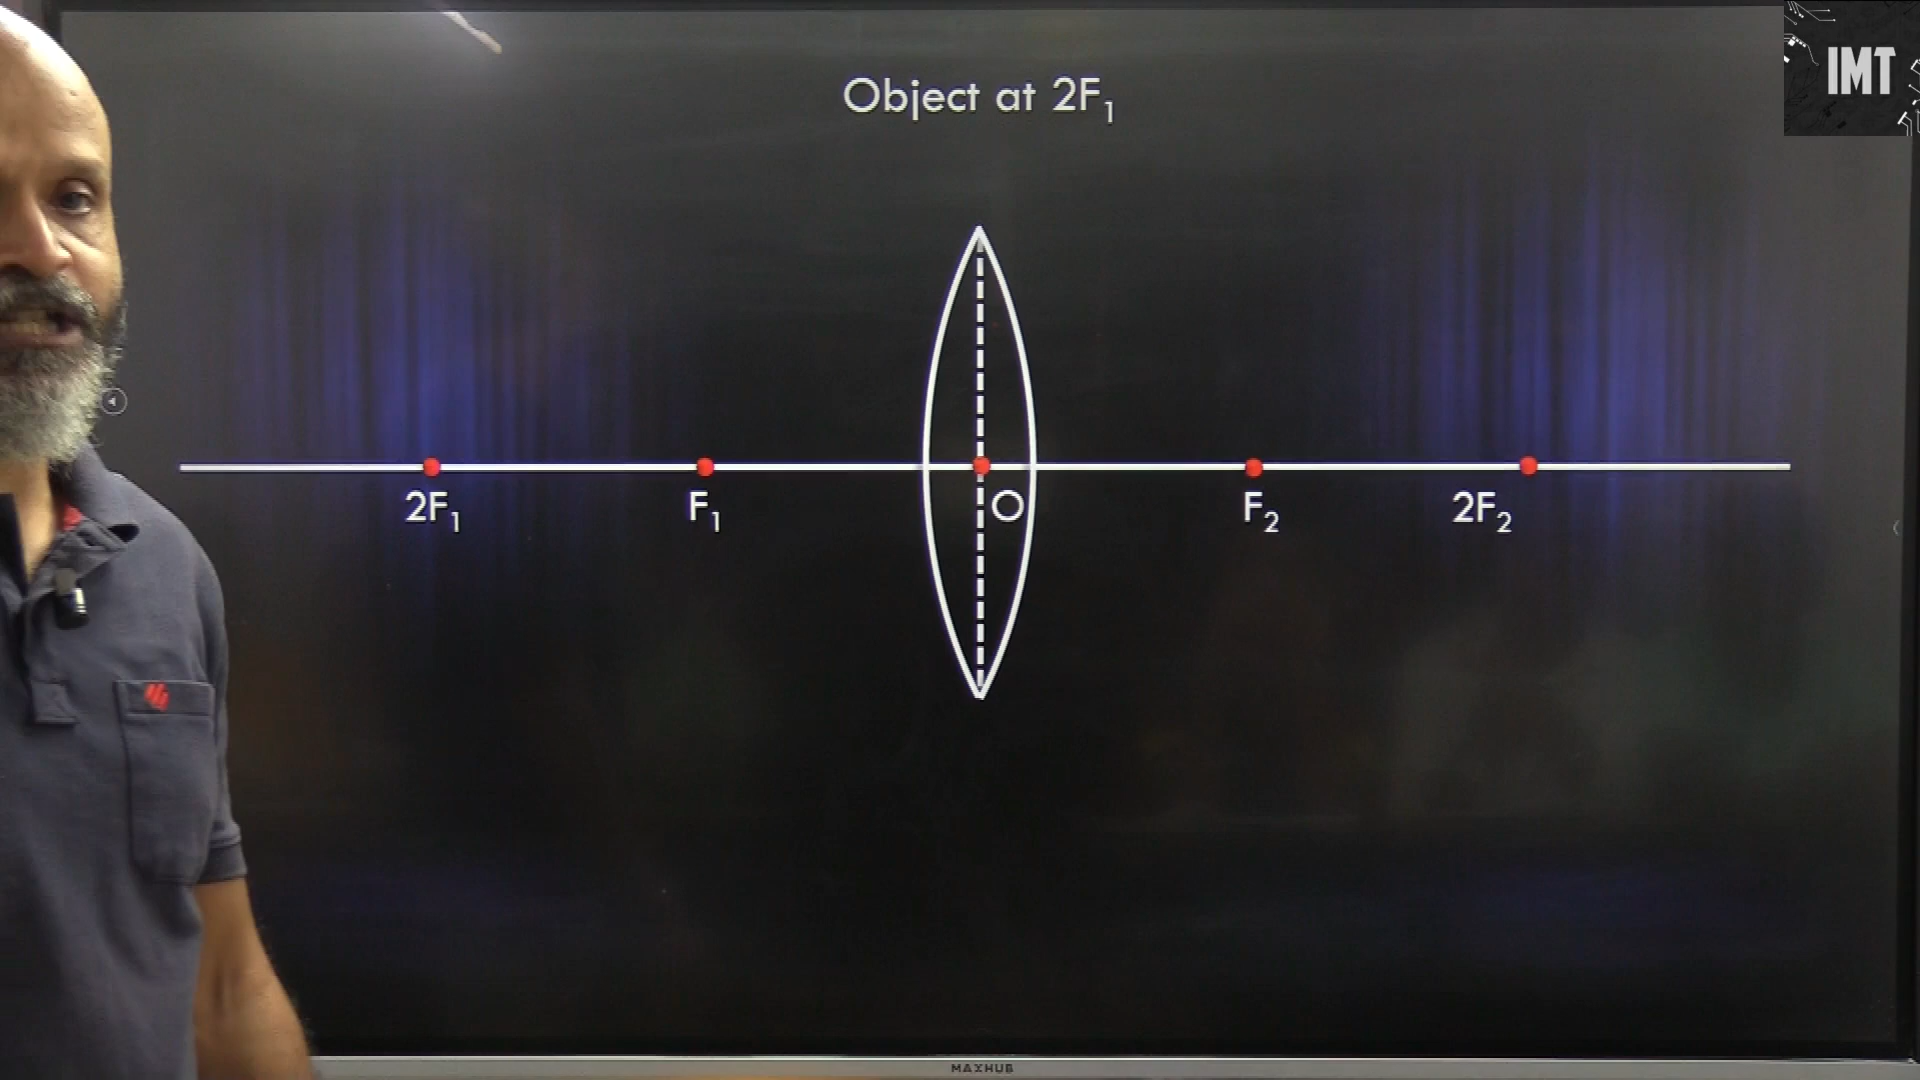 IMT
Object at 2F₁
2F₁ F₁ O F₂ 2F₂
MAXHUB